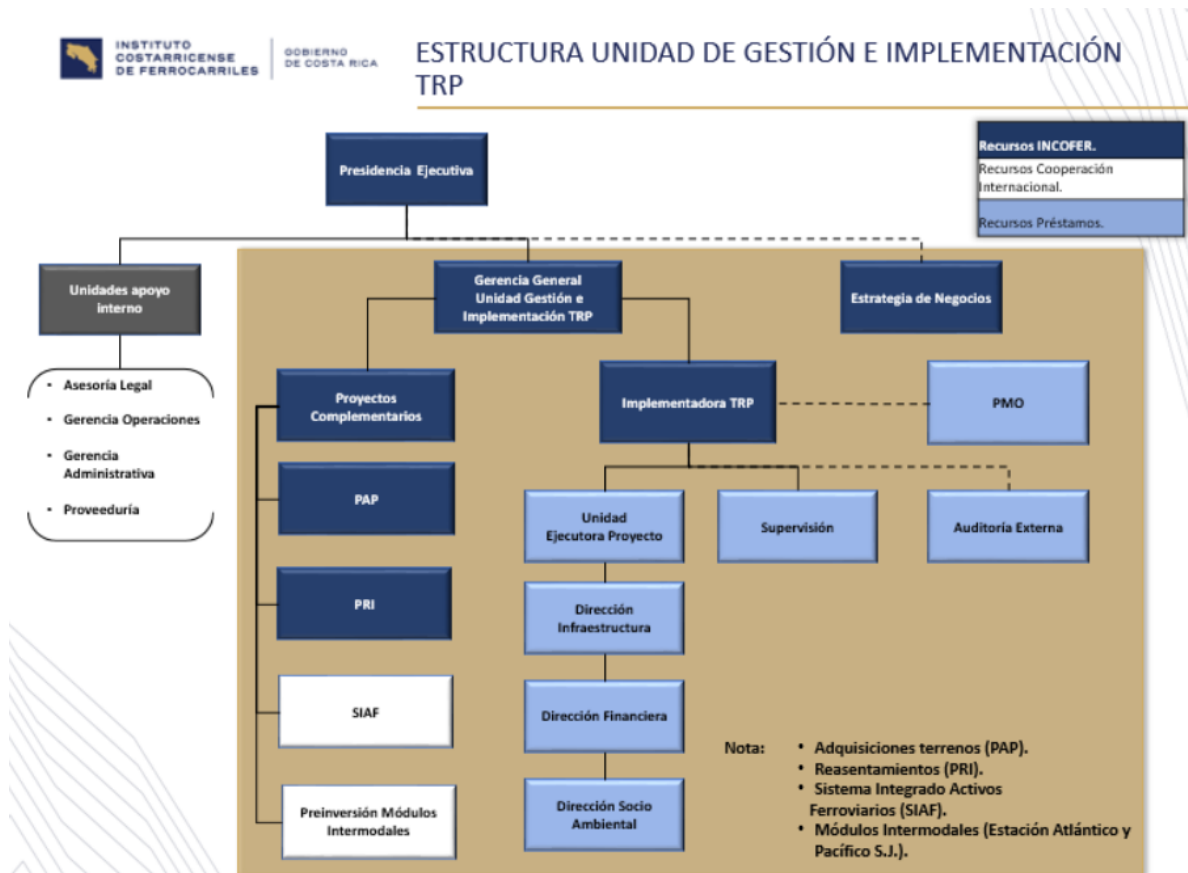 INSTITUTO
COSTARRICENSE
DE FERROCARRILES
GOBIERNO
DE COSTA RICA
ESTRUCTURA UNIDAD DE GESTIÓN E IMPLEMENTACIÓN
TRP
Presidencia Ejecutiva
Recursos INCOFER.
Recursos Cooperación
Internacional.
Recursos Préstamos.
Unidades apoyo
interno
Gerencia General
Unidad Gestión e
Implementación TRP
Estrategia de Negocios
• Asesoría Legal
• Gerencia Operaciones
• Gerencia
Administrativa
• Proveeduría
Proyectos
Complementarios
Implementadora TRP
PMO
PAP
Unidad
Ejecutora Proyecto
Supervisión
Auditoría Externa
PRI
Dirección
Infraestructura
SIAF
Dirección Financiera
Preinversión Módulos
Intermodales
Dirección Socio
Ambiental
Nota:
• Adquisiciones terrenos (PAP).
• Reasentamientos (PRI).
• Sistema Integrado Activos
Ferroviarios (SIAF).
• Módulos Intermodales (Estación Atlántico y
Pacífico S.J.).